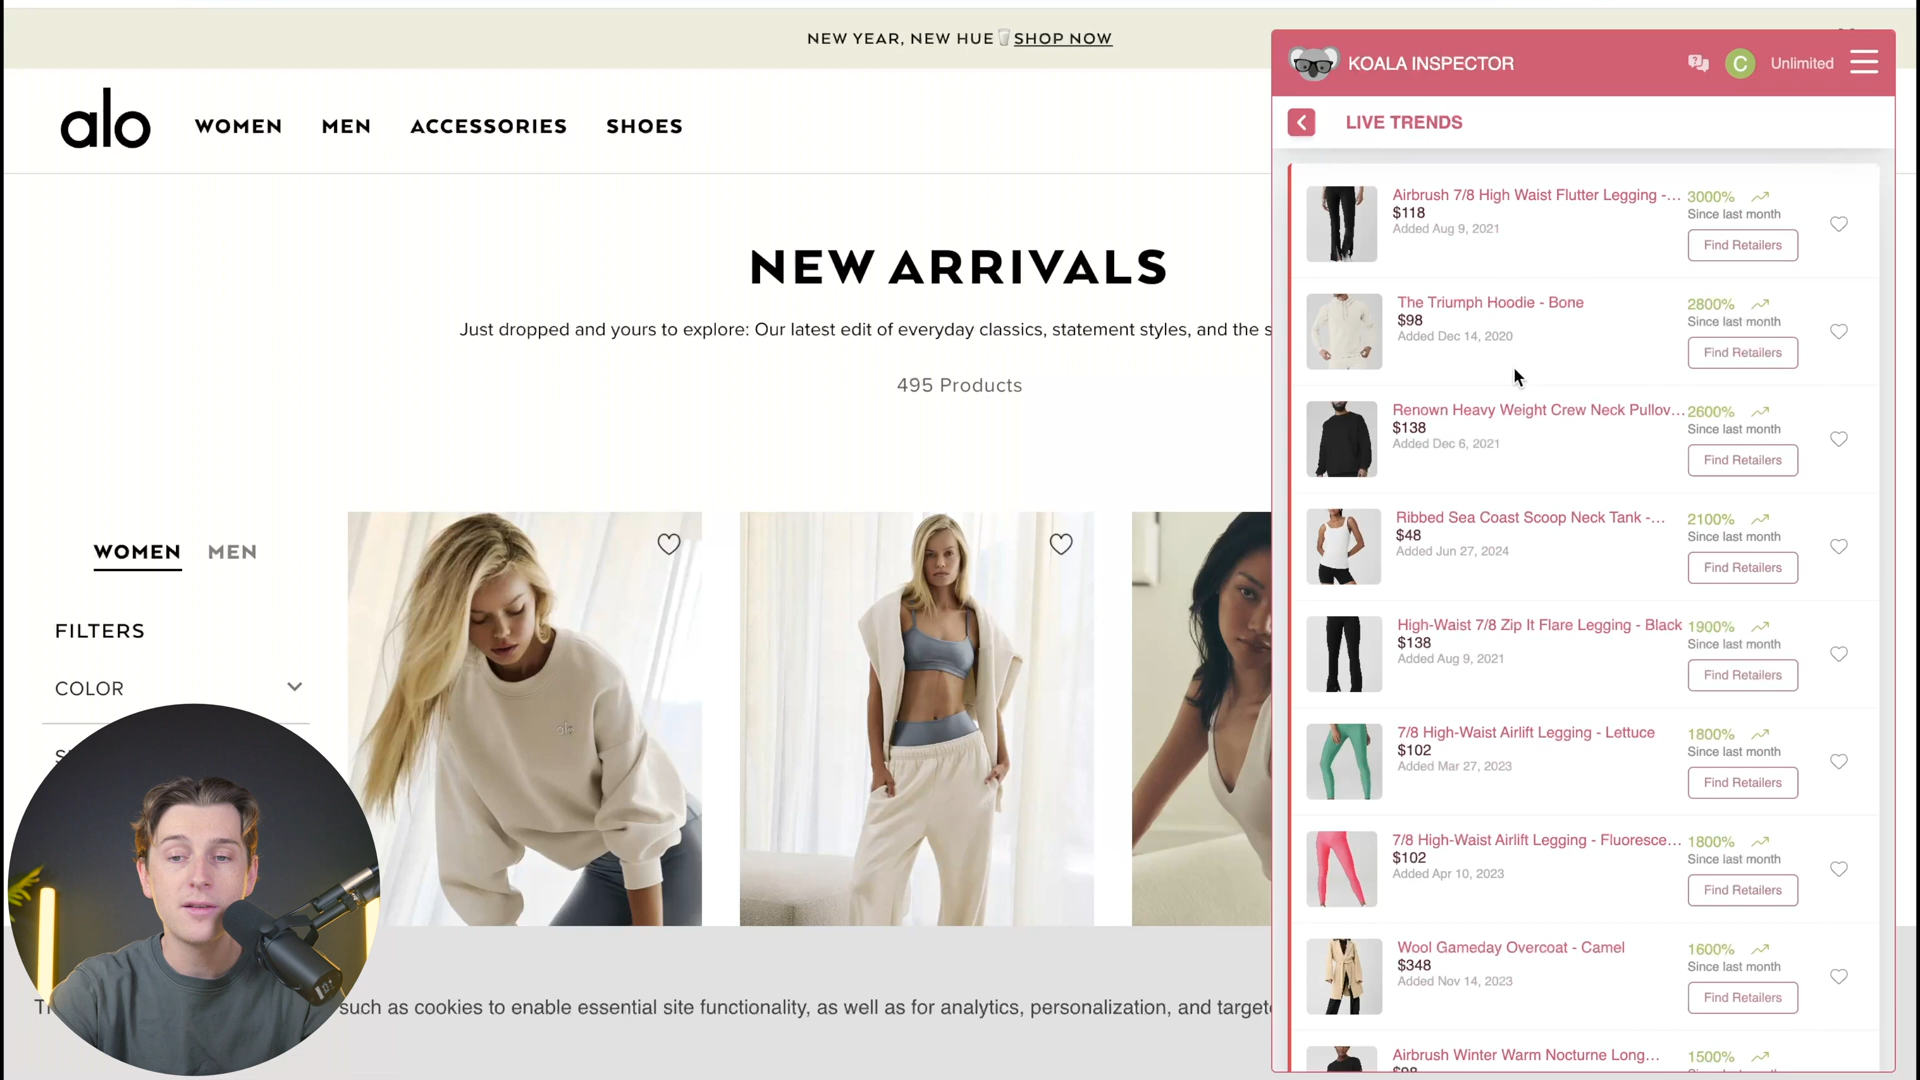 NEW YEAR, NEW HUE SHOP NOW
alo
WOMEN
MEN
ACCESSORIES
SHOES
NEW ARRIVALS
Just dropped and yours to explore: Our latest edit of everyday classics, statement styles, and the s
495 Products
WOMEN
MEN
FILTERS
COLOR
alo
such as cookies to enable essential site functionality, as well as for analytics, personalization, and targete
KOALA INSPECTOR
C
Unlimited
LIVE TRENDS
Airbrush 7/8 High Waist Flutter Legging -...
$118
Added Aug 9, 2021
3000%
Since last month
Find Retailers
The Triumph Hoodie - Bone
$98
Added Dec 14, 2020
2800%
Since last month
Find Retailers
Renown Heavy Weight Crew Neck Pullov...
$138
Added Dec 6, 2021
2600%
Since last month
Find Retailers
Ribbed Sea Coast Scoop Neck Tank -...
$48
Added Jun 27, 2024
2100%
Since last month
Find Retailers
High-Waist 7/8 Zip It Flare Legging - Black
$138
Added Aug 9, 2021
1900%
Since last month
Find Retailers
7/8 High-Waist Airlift Legging - Lettuce
$102
Added Mar 27, 2023
1800%
Since last month
Find Retailers
7/8 High-Waist Airlift Legging - Fluoresce...
$102
Added Apr 10, 2023
1800%
Since last month
Find Retailers
Wool Gameday Overcoat - Camel
$348
Added Nov 14, 2023
1600%
Since last month
Find Retailers
Airbrush Winter Warm Nocturne Long...
1500%